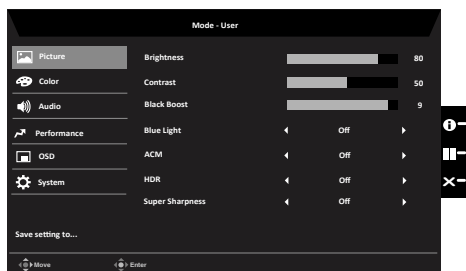 Mode - User
Picture
Color
Audio
Performance
OSD
System
Save setting to...
Brightness 80
Contrast 50
Black Boost 9
Blue Light Off
ACM Off
HDR Off
Super Sharpness Off
Move Enter